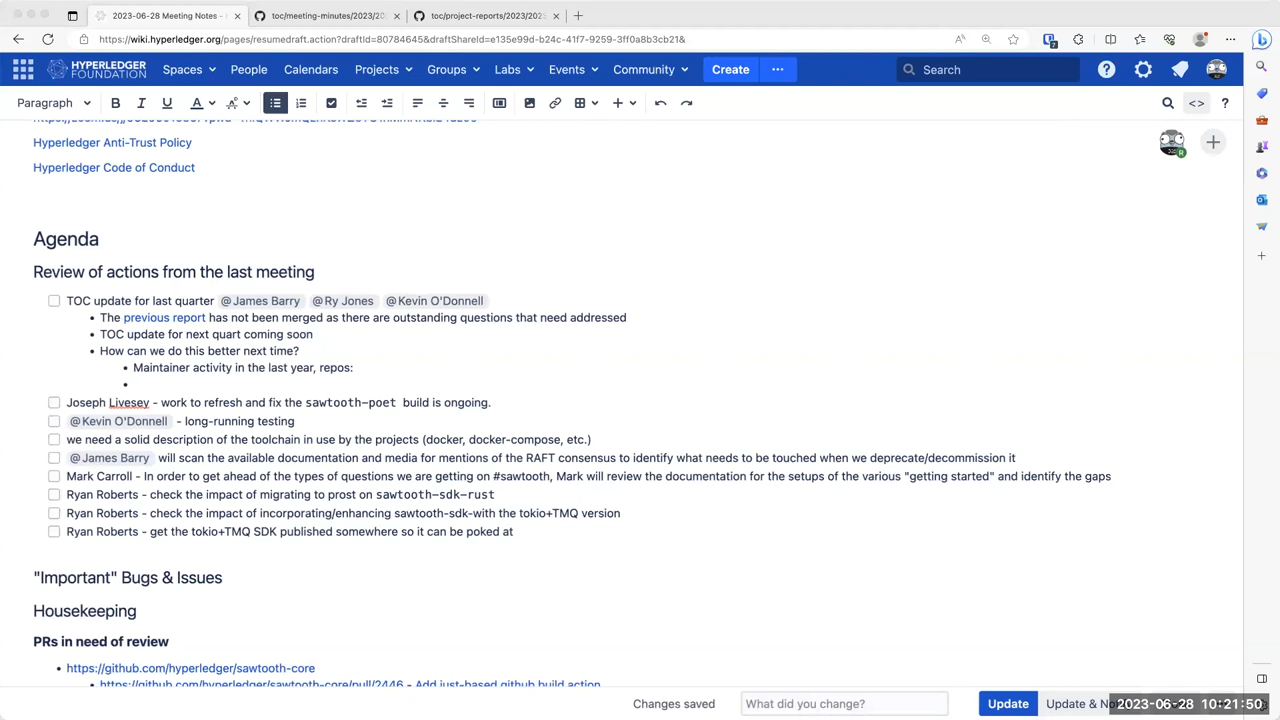 2023-06-28 Meeting Notes -
toc/meeting-minutes/2023/20
toc/project-reports/2023/202
https://wiki.hyperledger.org/pages/resumedraft.action?draftId=80784645&draftShareId=e135e99d-b24c-41f7-9259-3ff0a8b3cb21&
HYPERLEDGER FOUNDATION Spaces People Calendars Projects Groups Labs Events Community Create Search
Paragraph B I U A
Hyperledger Anti-Trust Policy
Hyperledger Code of Conduct
Agenda
Review of actions from the last meeting
TOC update for last quarter @James Barry @Ry Jones @Kevin O'Donnell
• The previous report has not been merged as there are outstanding questions that need addressed
• TOC update for next quart coming soon
• How can we do this better next time?
• Maintainer activity in the last year, repos:
•
Joseph Livesey - work to refresh and fix the sawtooth-poet build is ongoing.
@Kevin O'Donnell - long-running testing
we need a solid description of the toolchain in use by the projects (docker, docker-compose, etc.)
@James Barry will scan the available documentation and media for mentions of the RAFT consensus to identify what needs to be touched when we deprecate/decommission it
Mark Carroll - In order to get ahead of the types of questions we are getting on #sawtooth, Mark will review the documentation for the setups of the various "getting started" and identify the gaps
Ryan Roberts - check the impact of migrating to prost on sawtooth-sdk-rust
Ryan Roberts - check the impact of incorporating/enhancing sawtooth-sdk-with the tokio+TMQ version
Ryan Roberts - get the tokio+TMQ SDK published somewhere so it can be poked at
"Important" Bugs & Issues
Housekeeping
PRs in need of review
• https://github.com/hyperledger/sawtooth-core
• https://github.com/hyperledger/sawtooth-core/pull/2446 - Add just-based github build action
Changes saved What did you change? Update Update & No
2023-06-28 10:21:50